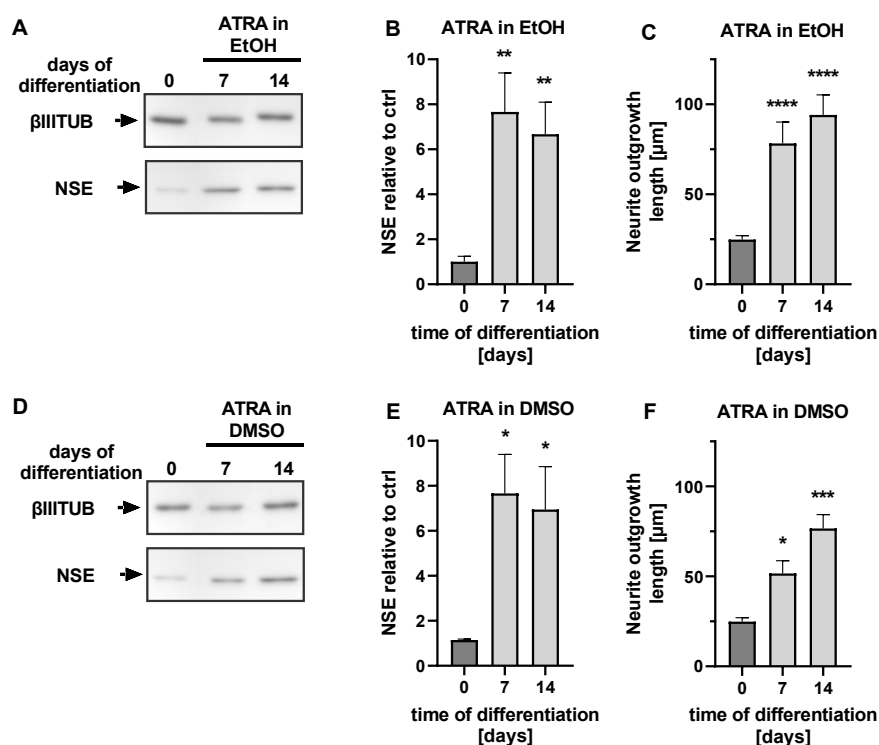 A
ATRA in
EtOH
days of
differentiation
0 7 14
βIIITUB
NSE
B
ATRA in EtOH
NSE relative to ctrl
10
8
6
4
2
0
**
**
0 7 14
time of differentiation
[days]
C
ATRA in EtOH
Neurite outgrowth
length [µm]
100
75
50
25
0
****
****
0 7 14
time of differentiation
[days]
D
ATRA in
DMSO
days of
differentiation
0 7 14
βIIITUB
NSE
E
ATRA in DMSO
NSE relative to ctrl
10
8
6
4
2
0
*
*
0 7 14
time of differentiation
[days]
F
ATRA in DMSO
Neurite outgrowth
length [µm]
100
50
0
*
***
0 7 14
time of differentiation
[days]